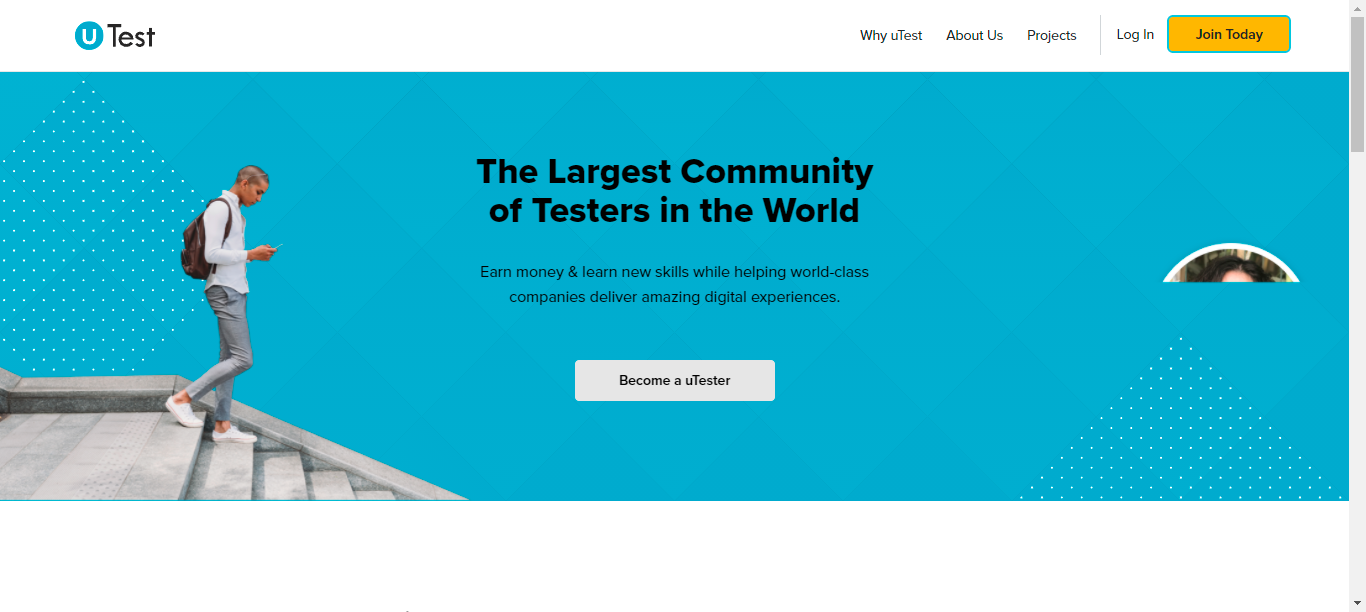 uTest
Why uTest
About Us
Projects
Log In
Join Today
The Largest Community
of Testers in the World
Earn money & learn new skills while helping world-class
companies deliver amazing digital experiences.
Become a uTester